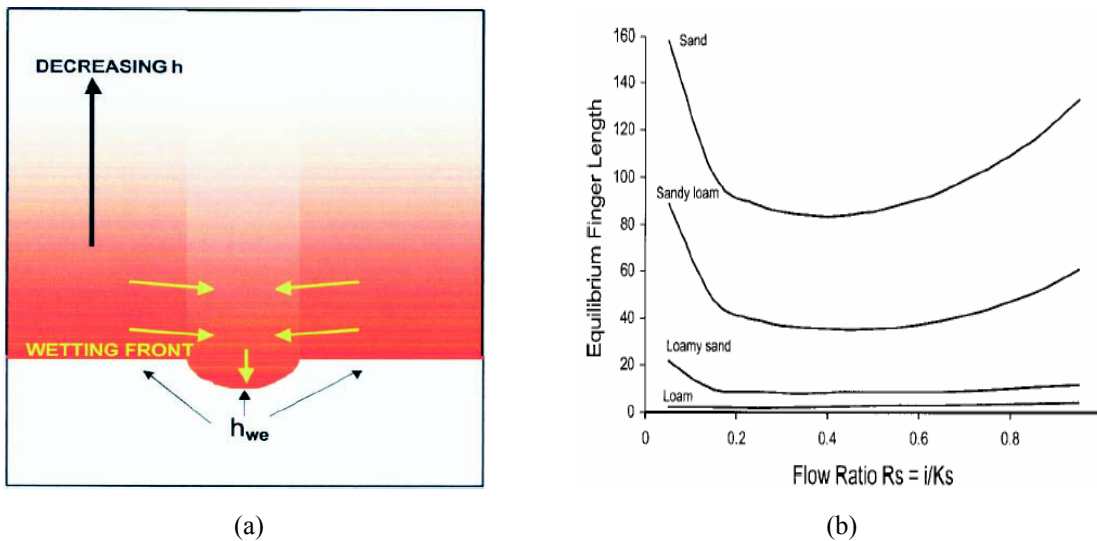 DECREASING h
WETTING FRONT
hwe
(a)
Equilibrium Finger Length
160
140
120
100
80
60
40
20
0
Sand
Sandy loam
Loamy sand
Loam
0
0.2
0.4
0.6
0.8
Flow Ratio Rs = i/Ks
(b)